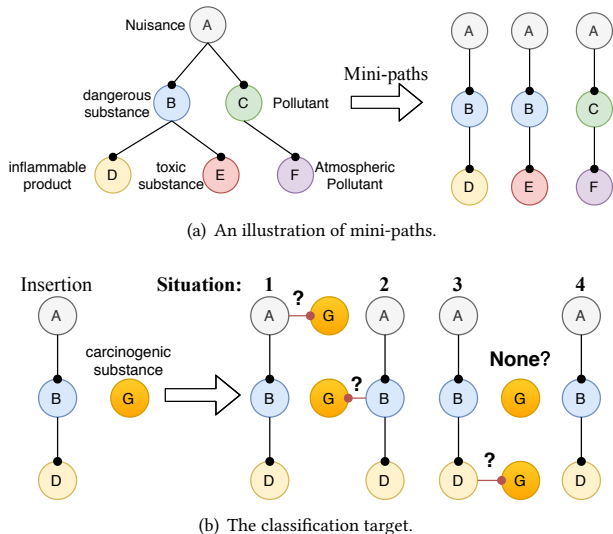 Nuisance A
A A A
Mini-paths
dangerous
substance B C Pollutant
B B C
inflammable
product D toxic
substance E F Atmospheric
Pollutant
D E F
(a) An illustration of mini-paths.
Insertion Situation: 1 2 3 4
A A ? G A A A
carcinogenic
substance
None?
B G B G ? B B G B
D D D D ? G D
(b) The classification target.